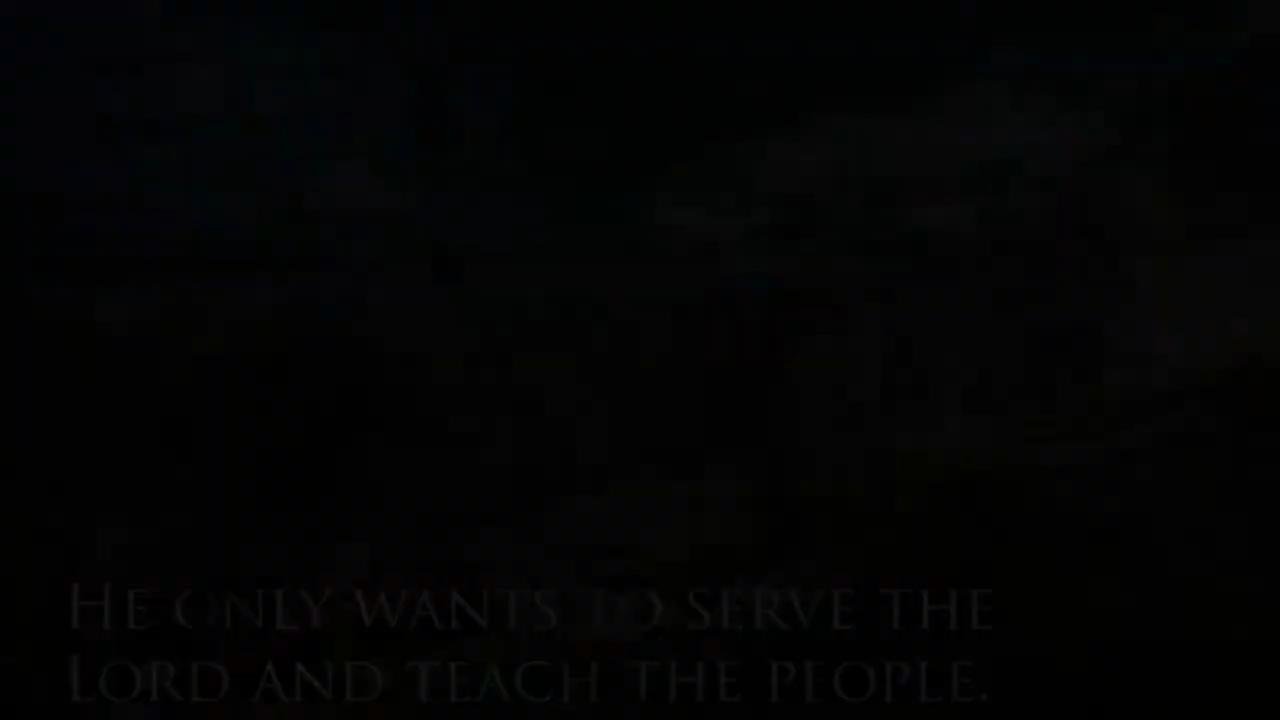 HE ONLY WANTS TO SERVE THE
LORD AND TEACH THE PEOPLE.